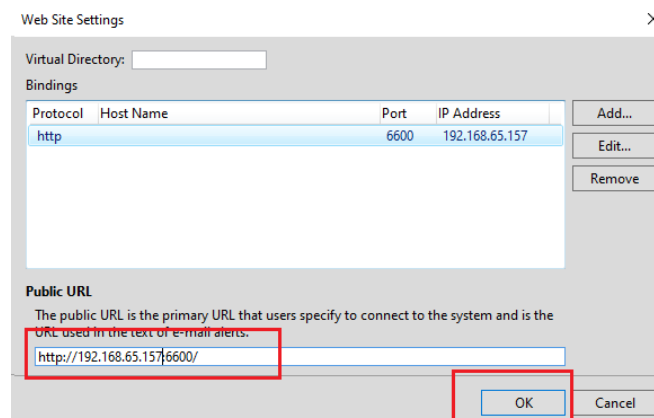 Web Site Settings
Virtual Directory:
Bindings
Protocol Host Name Port IP Address
http 6600 192.168.65.157
Add...
Edit...
Remove
Public URL
The public URL is the primary URL that users specify to connect to the system and is the
URL used in the text of e-mail alerts.
http://192.168.65.157:6600/
OK Cancel